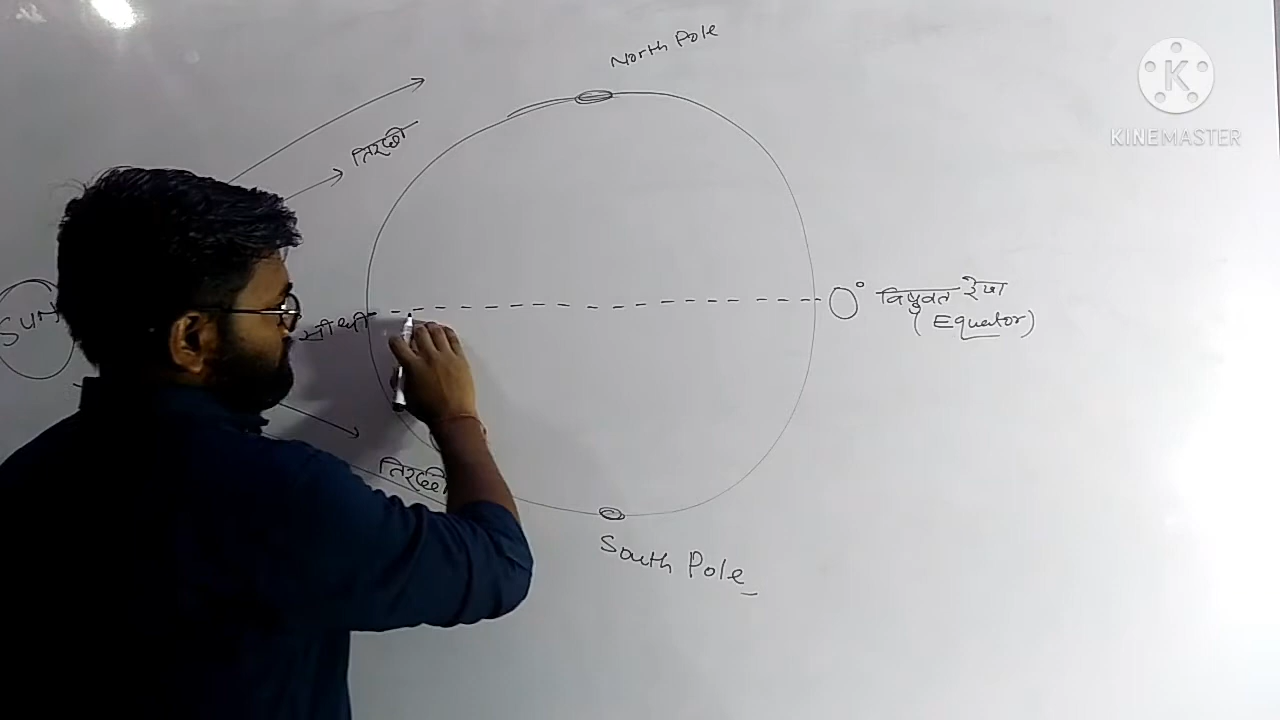 North Pole
तिरछी
K
KINEMASTER
SUN
सीधी
0° विषुवत रेखा
(Equator)
तिरछी
South Pole